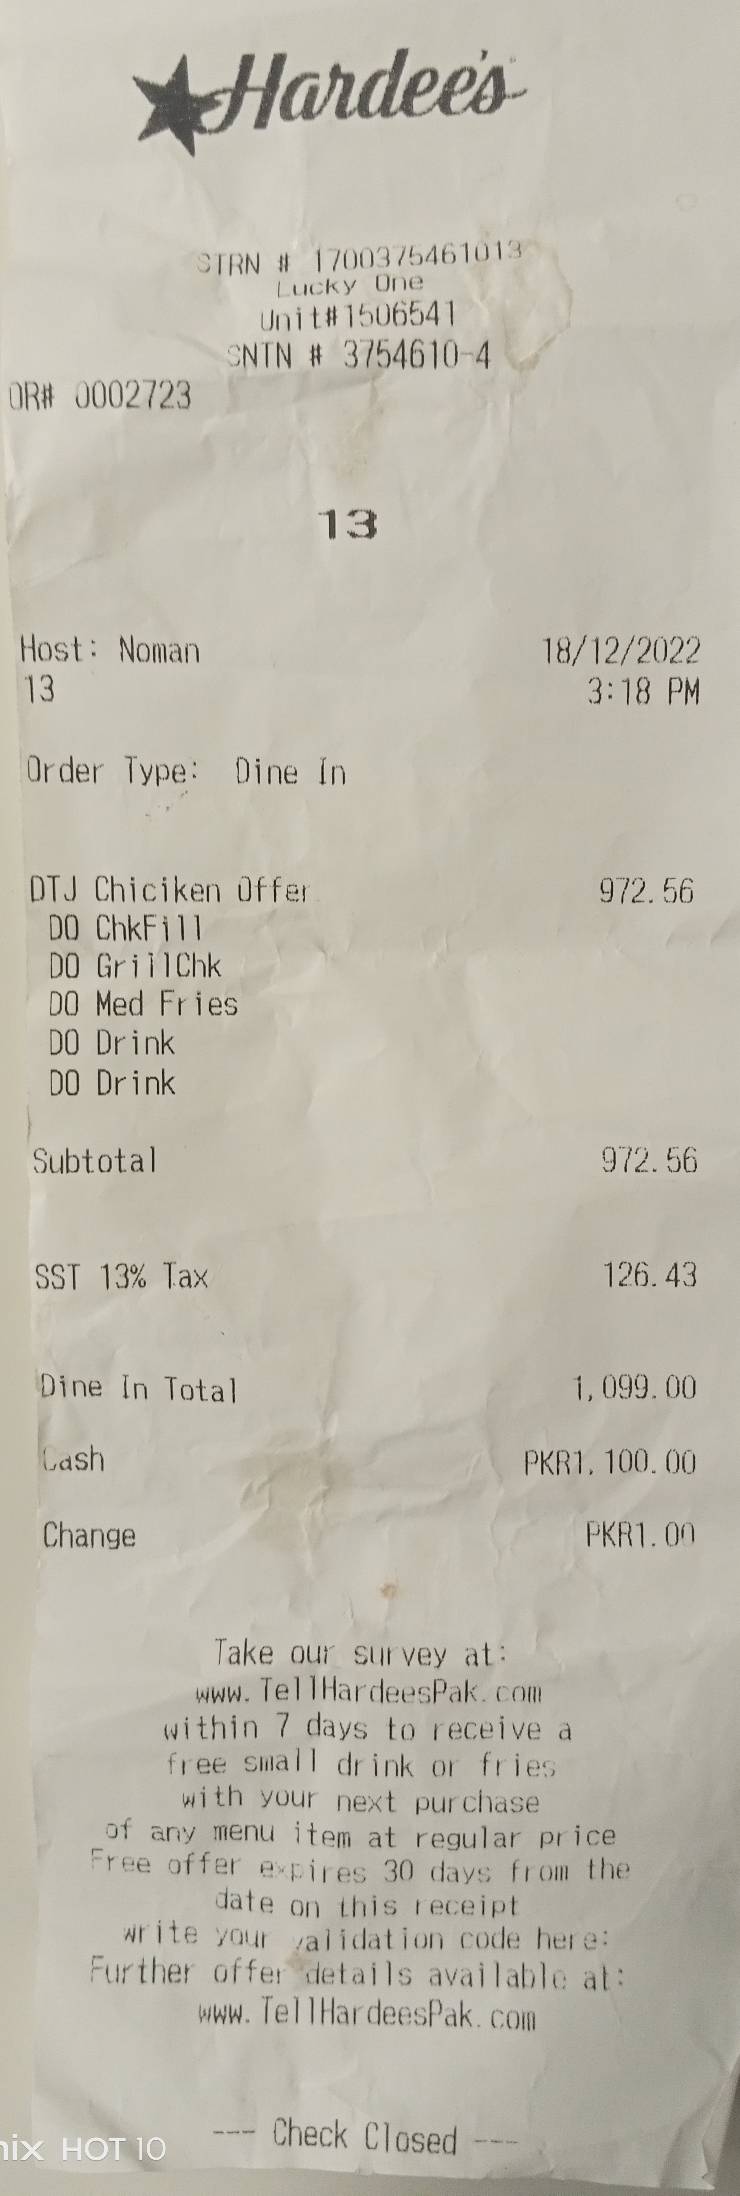 Hardee's
STRN # 1700375461013
Lucky One
Unit#1506541
SNTN # 3754610-4
OR# 0002723
13
Host: Noman 18/12/2022
13 3:18 PM
Order Type: Dine In
DTJ Chiciken Offer 972.56
DO ChkFill
DO GrillChk
DO Med Fries
DO Drink
DO Drink
Subtotal 972.56
SST 13% Tax 126.43
Dine In Total 1,099.00
Cash PKR1,100.00
Change PKR1.00
Take our survey at:
www.TellHardeesPak.com
within 7 days to receive a
free small drink or fries
with your next purchase
of any menu item at regular price
Free offer expires 30 days from the
date on this receipt
write your validation code here:
Further offer details available at:
www.TellHardeesPak.com
--- Check Closed ---
HOT 10